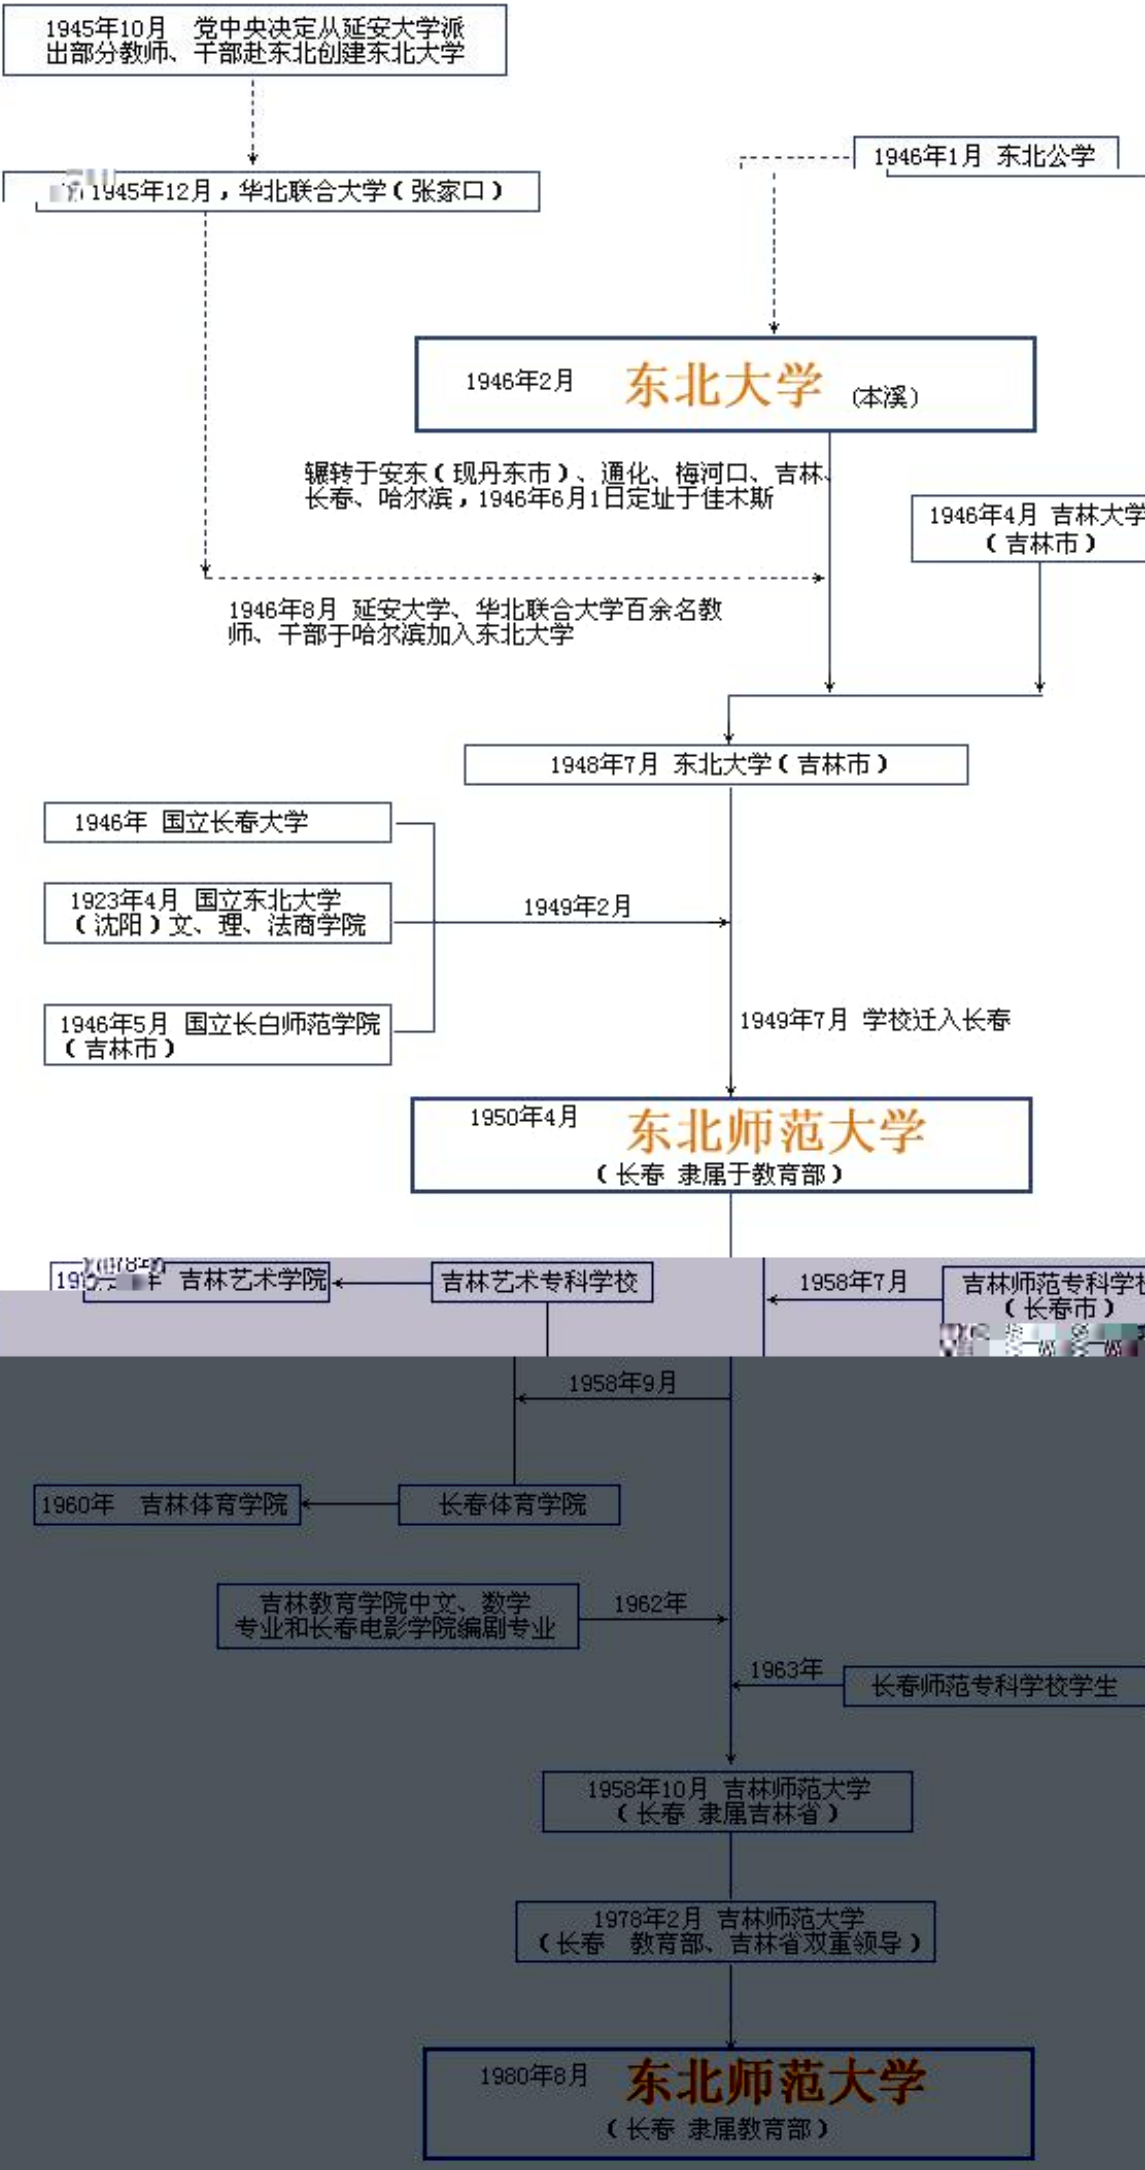 1945年10月 党中央决定从延安大学派
出部分教师、干部赴东北创建东北大学
1946年1月 东北公学
1945年12月，华北联合大学（张家口）
1946年2月 东北大学 (本溪）
辗转于安东（现丹东市）、通化、梅河口、吉林、
长春、哈尔滨，1946年6月1日定址于佳木斯
1946年4月 吉林大学
（吉林市）
1946年8月 延安大学、华北联合大学百余名教
师、干部于哈尔滨加入东北大学
1948年7月 东北大学（吉林市）
1946年 国立长春大学
1923年4月 国立东北大学
（沈阳）文、理、法商学院
1949年2月
1946年5月 国立长白师范学院
（吉林市）
1949年7月 学校迁入长春
1950年4月 东北师范大学
（长春 隶属于教育部）
吉林艺术学院
吉林艺术专科学校
1958年7月
吉林师范专科学校
（长春市）
1958年9月
1960年 吉林体育学院
长春体育学院
吉林教育学院中文、数学
专业和长春电影学院编剧专业
1962年
1963年
长春师范专科学校学生
1958年10月 吉林师范大学
（长春 隶属吉林省）
1978年2月 吉林师范大学
（长春 教育部、吉林省双重领导）
1980年8月 东北师范大学
（长春 隶属教育部）